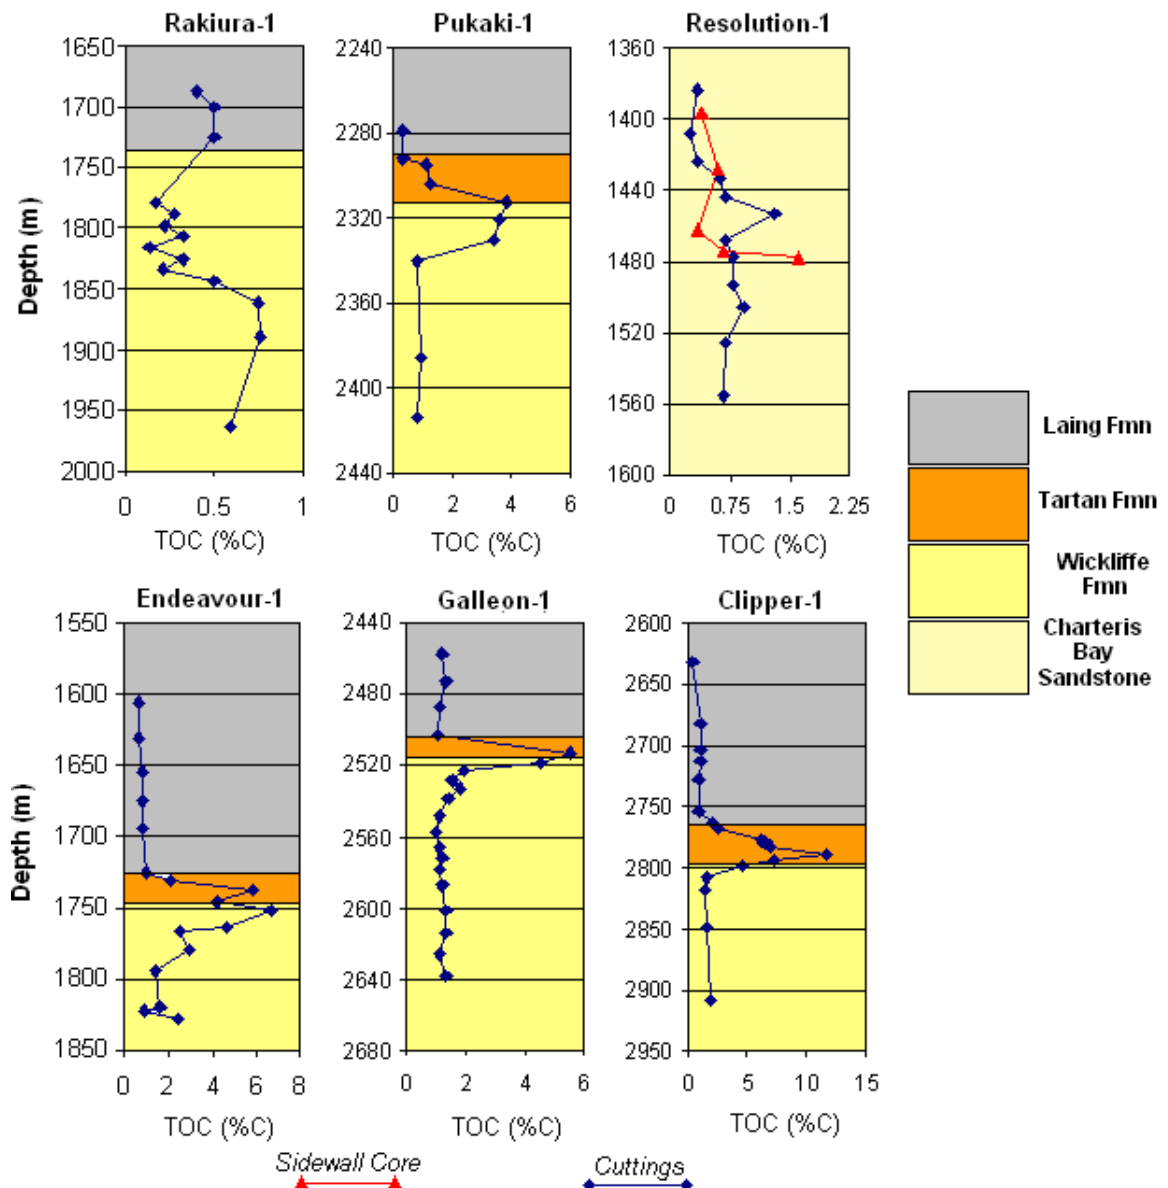 Rakiura-1
Pukaki-1
Resolution-1
Depth (m)
1650
1700
1750
1800
1850
1900
1950
2000
0
0.5
1
TOC (%C)
2240
2280
2320
2360
2400
2440
0
2
4
6
TOC (%C)
1360
1400
1440
1480
1520
1560
1600
0
0.75
1.5
2.25
TOC (%C)
Laing Fmn
Tartan Fmn
Wickliffe
Fmn
Charteris
Bay
Sandstone
Endeavour-1
Galleon-1
Clipper-1
Depth (m)
1550
1600
1650
1700
1750
1800
1850
0
2
4
6
8
TOC (%C)
2440
2480
2520
2560
2600
2640
2680
0
2
4
6
TOC (%C)
2600
2650
2700
2750
2800
2850
2900
2950
0
5
10
15
TOC (%C)
Sidewall Core
Cuttings